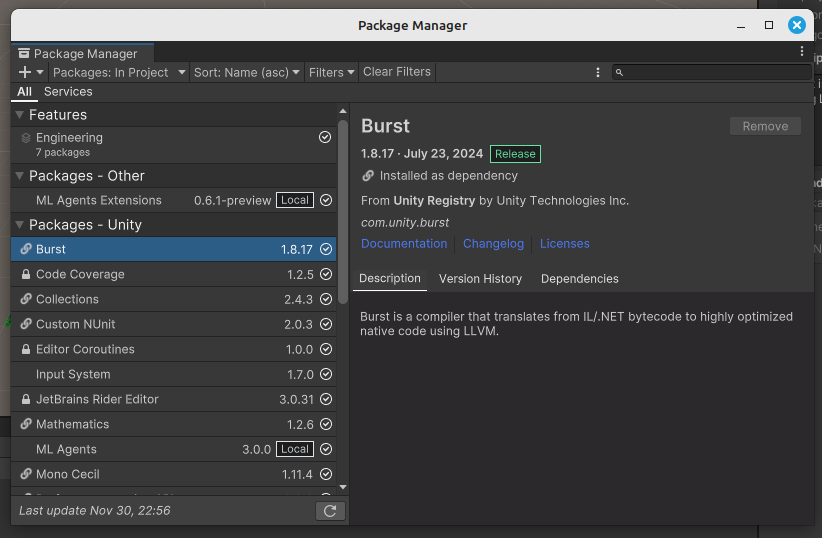 Package Manager
Package Manager
Packages: In Project
Sort: Name (asc)
Filters
Clear Filters
All
Services
Features
Engineering
7 packages
Packages - Other
ML Agents Extensions 0.6.1-preview Local
Packages - Unity
Burst 1.8.17
Code Coverage 1.2.5
Collections 2.4.3
Custom NUnit 2.0.3
Editor Coroutines 1.0.0
Input System 1.7.0
JetBrains Rider Editor 3.0.31
Mathematics 1.2.6
ML Agents 3.0.0 Local
Mono Cecil 1.11.4
Last update Nov 30, 22:56
Burst
Remove
1.8.17 · July 23, 2024 Release
Installed as dependency
From Unity Registry by Unity Technologies Inc.
com.unity.burst
Documentation
Changelog
Licenses
Description
Version History
Dependencies
Burst is a compiler that translates from IL/.NET bytecode to highly optimized
native code using LLVM.